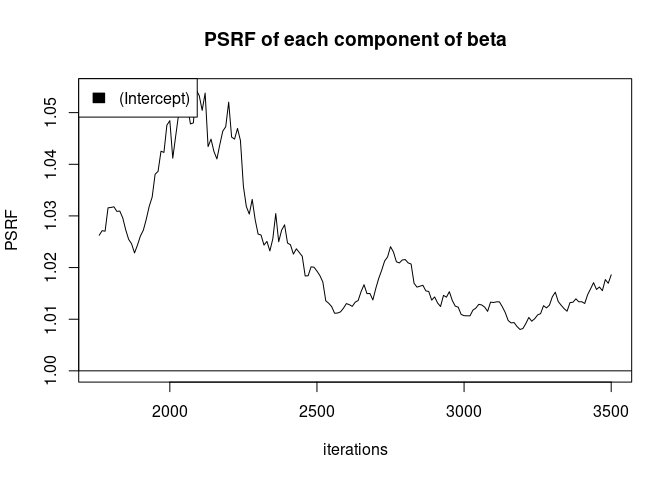 PSRF of each component of beta
(Intercept)
PSRF
1.05
1.04
1.03
1.02
1.01
1.00
2000 2500 3000 3500
iterations